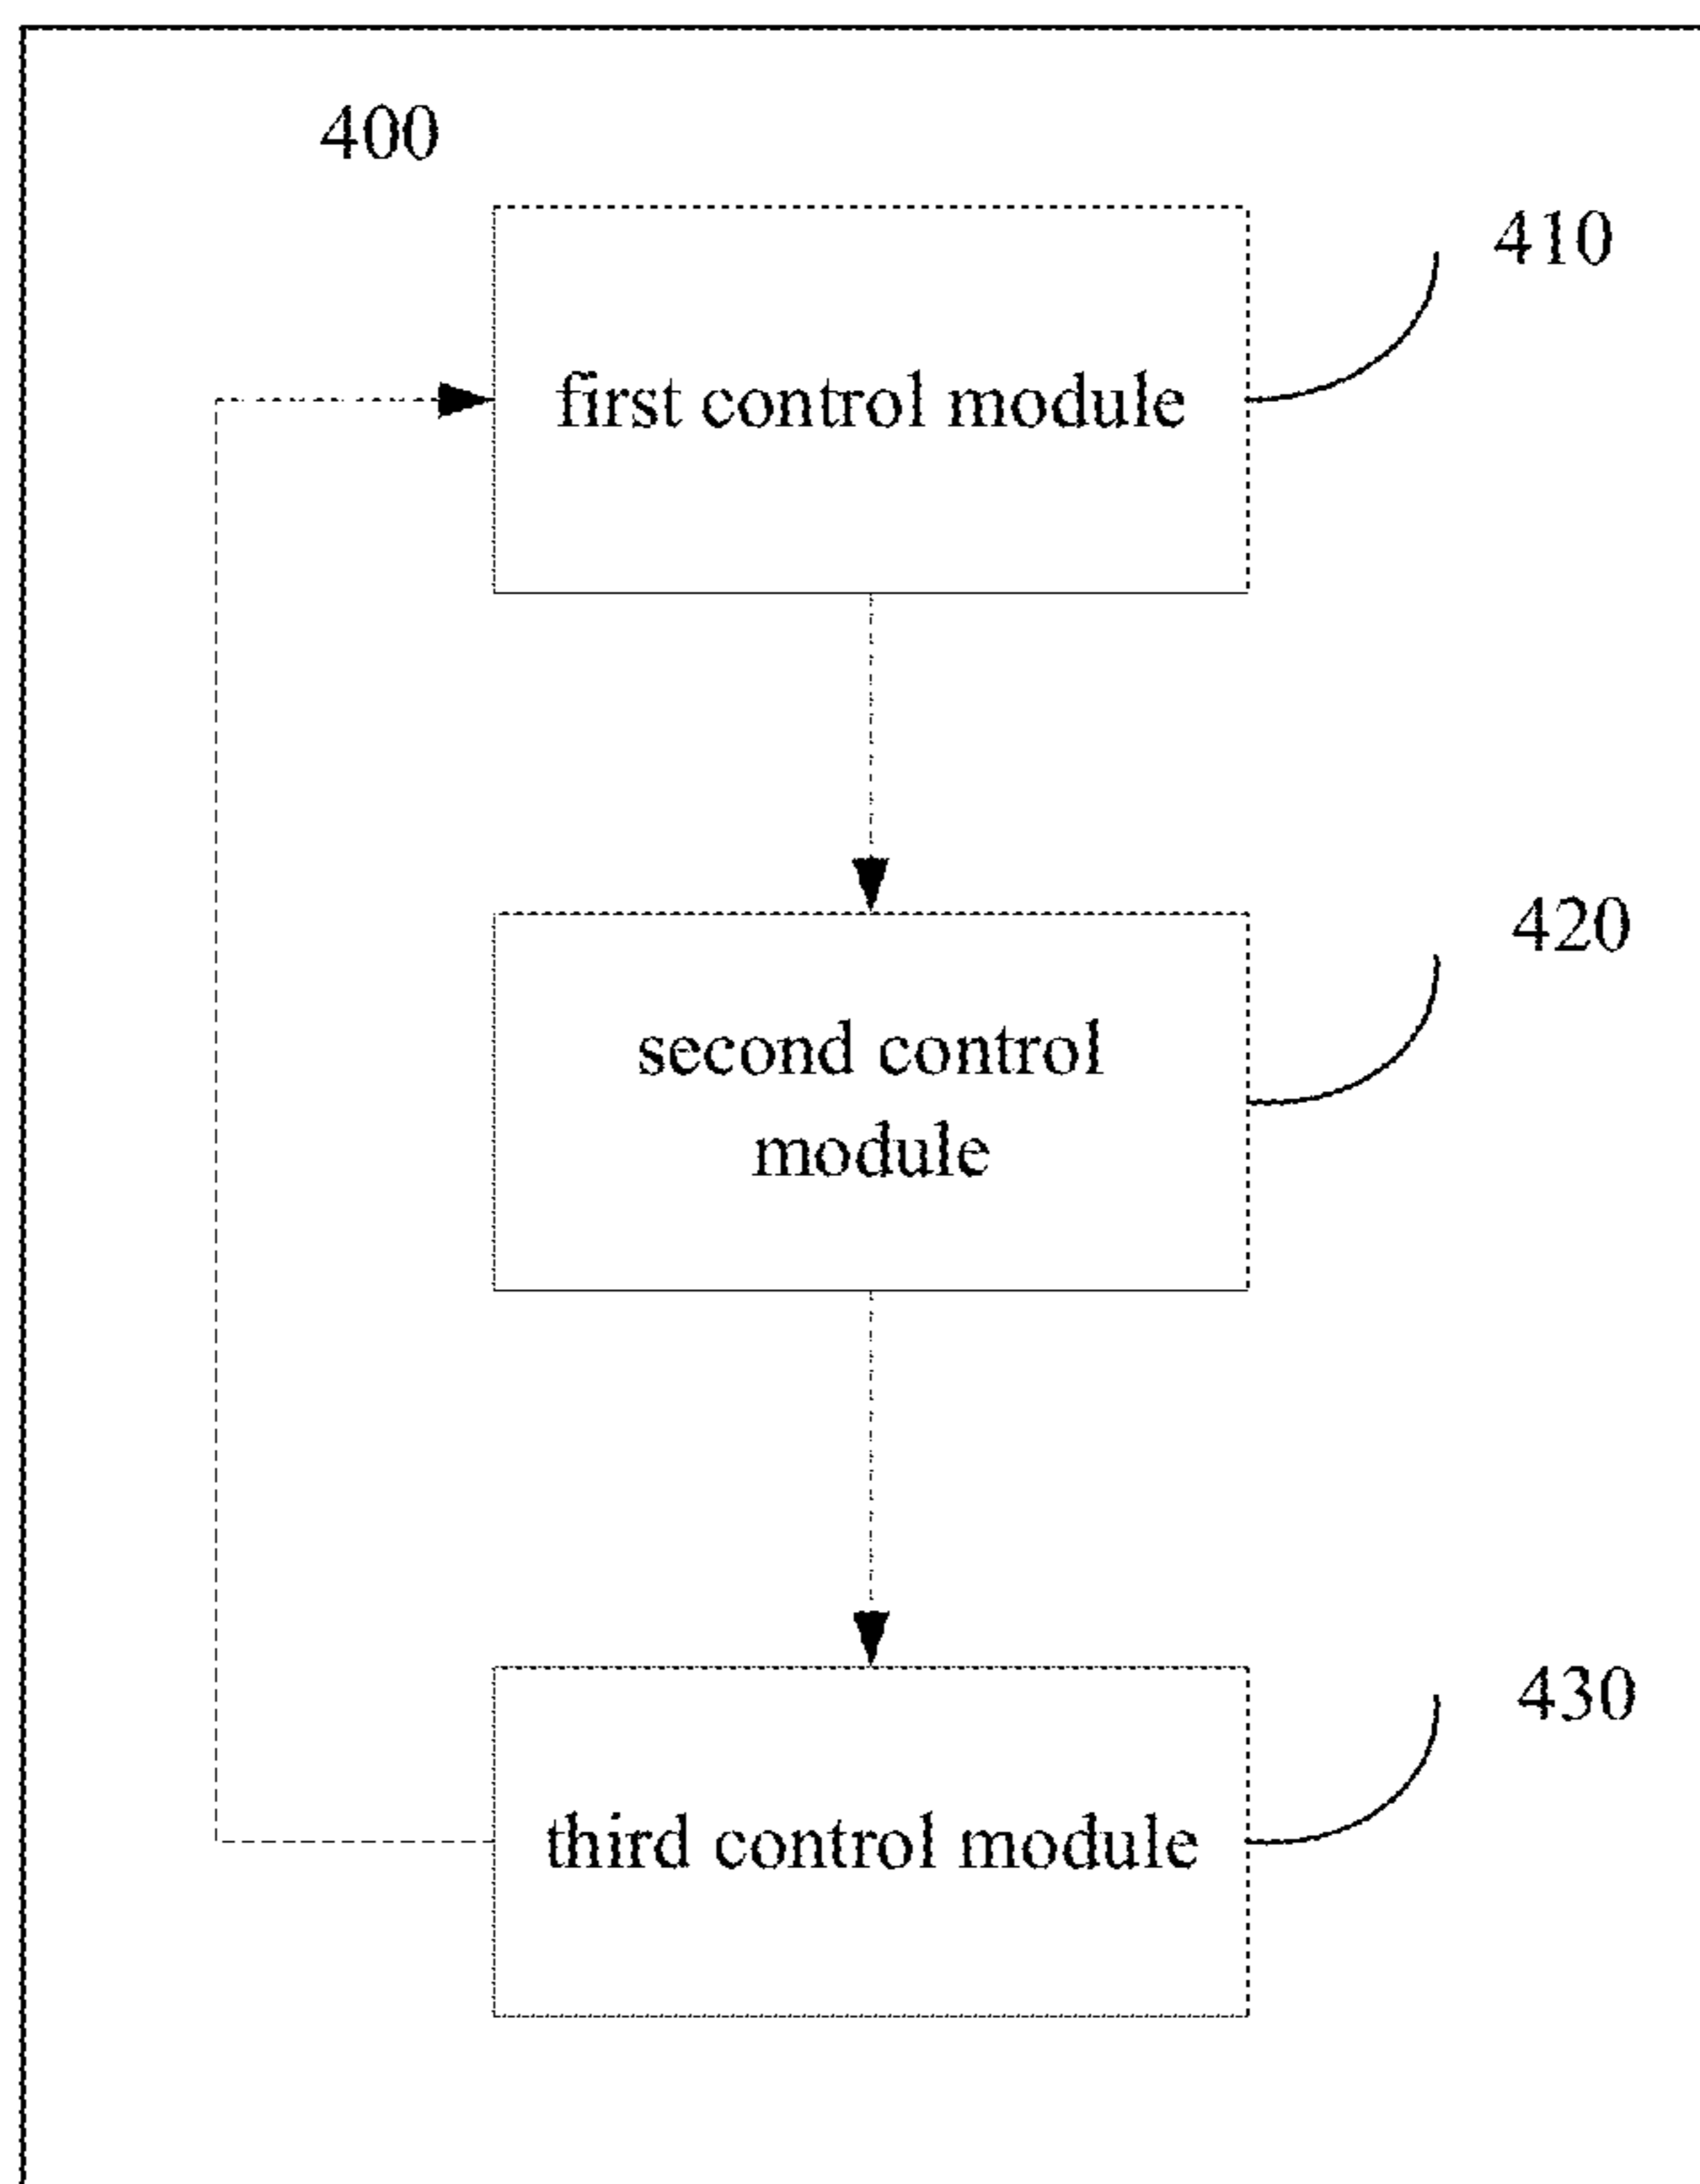 400
410
first control module
420
second control
module
430
third control module